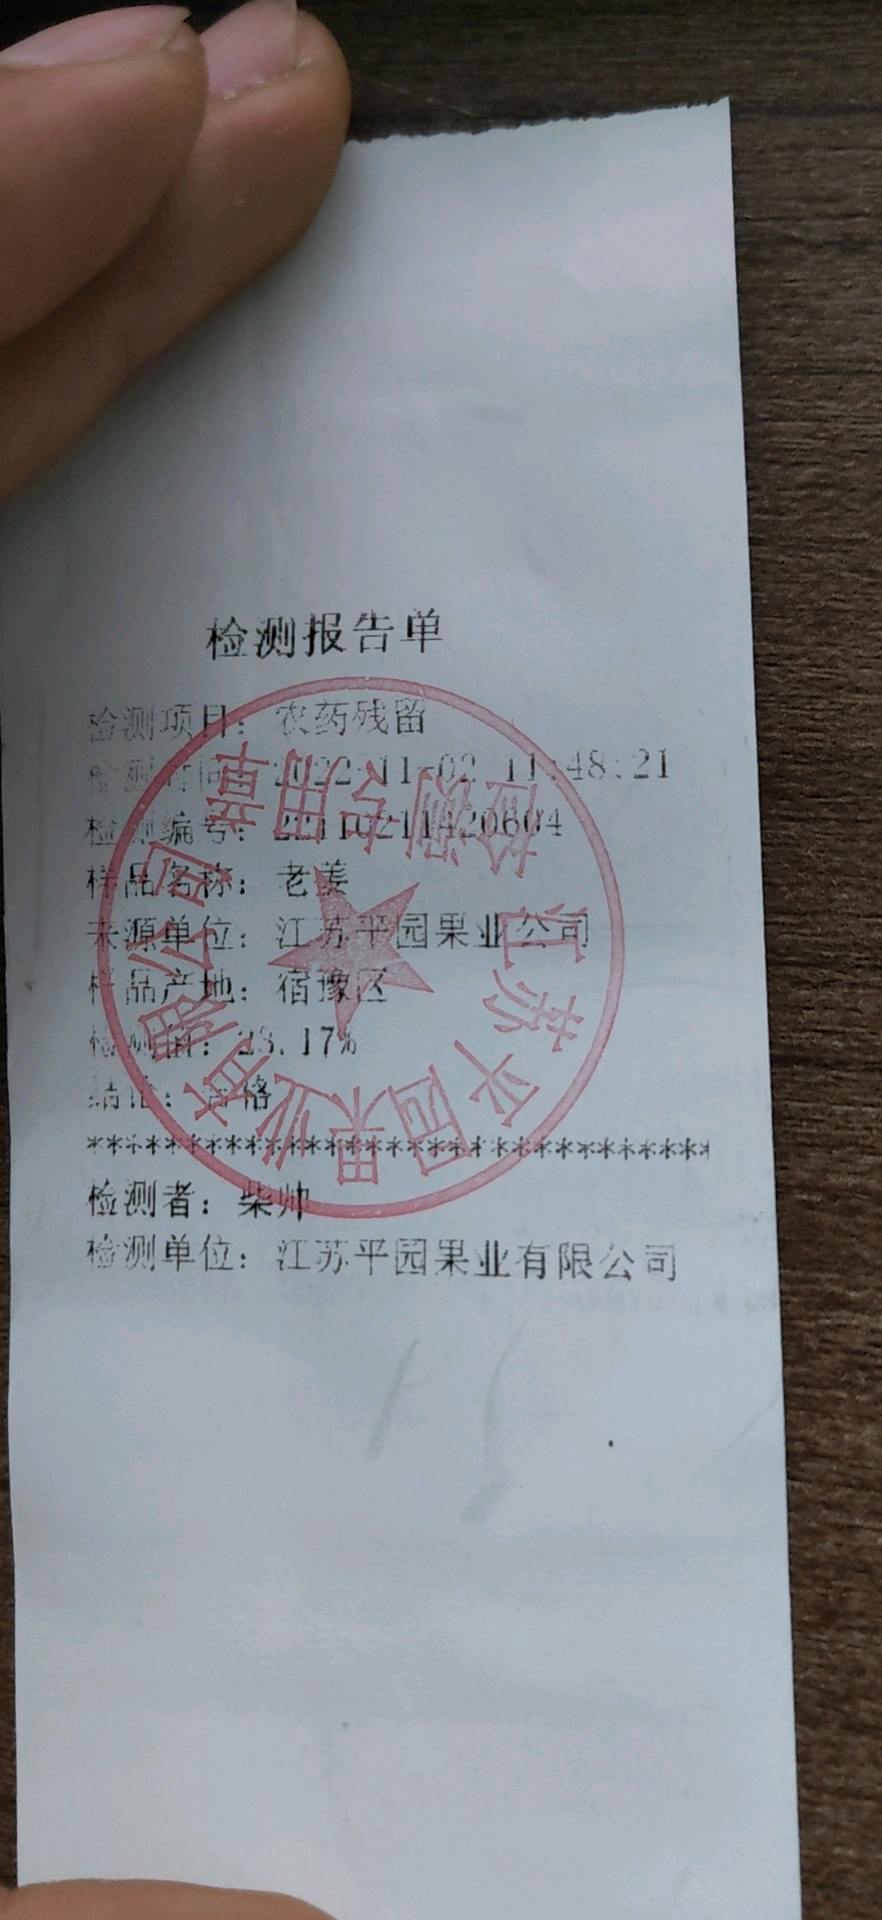 检测报告单
检测项目: 农药残留
检测时间: 2022-11-02 11:48:21
检测编号: 22110211420604
样品名称: 老姜
来源单位: 江苏平园果业公司
样品产地: 宿豫区
检测值: 23.17%
结论: 合格
******************************
检测者: 柴帅
检测单位: 江苏平园果业有限公司
江苏平园果业有限公司
检测专用章